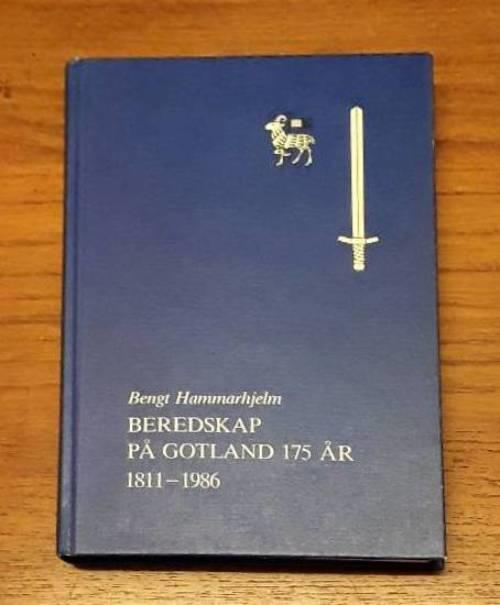 Bengt Hammarhjelm
BEREDSKAP
PÅ GOTLAND 175 ÅR
1811–1986